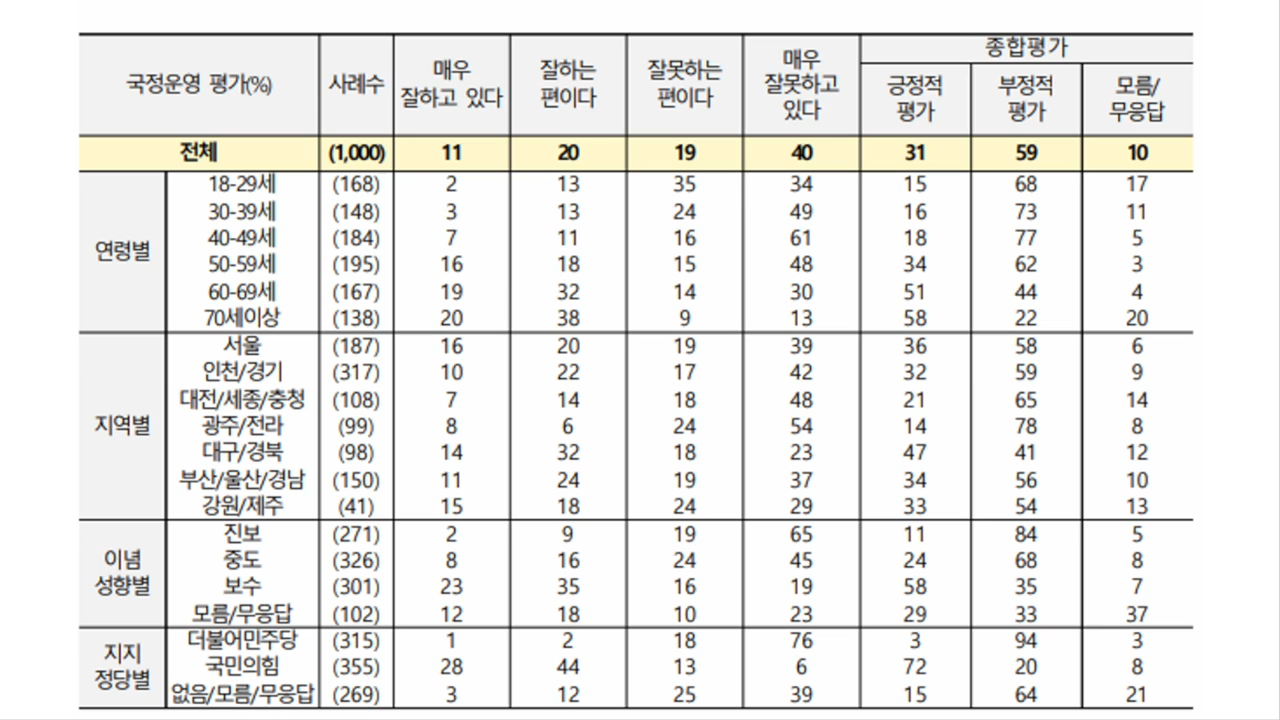 국정운영 평가(%) 사례수 매우 잘하고 있다 잘하는 편이다 잘못하는 편이다 매우 잘못하고 있다 종합평가 긍정적 평가 부정적 평가 모름/무응답
전체 (1,000) 11 20 19 40 31 59 10
연령별
18-29세 (168) 2 13 35 34 15 68 17
30-39세 (148) 3 13 24 49 16 73 11
40-49세 (184) 7 11 16 61 18 77 5
50-59세 (195) 16 18 15 48 34 62 3
60-69세 (167) 19 32 14 30 51 44 4
70세이상 (138) 20 38 9 13 58 22 20
지역별
서울 (187) 16 20 19 39 36 58 6
인천/경기 (317) 10 22 17 42 32 59 9
대전/세종/충청 (108) 7 14 18 48 21 65 14
광주/전라 (99) 8 6 24 54 14 78 8
대구/경북 (98) 14 32 18 23 47 41 12
부산/울산/경남 (150) 11 24 19 37 34 56 10
강원/제주 (41) 15 18 24 29 33 54 13
이념 성향별
진보 (271) 2 9 19 65 11 84 5
중도 (326) 8 16 24 45 24 68 8
보수 (301) 23 35 16 19 58 35 7
모름/무응답 (102) 12 18 10 23 29 33 37
지지 정당별
더불어민주당 (315) 1 2 18 76 3 94 3
국민의힘 (355) 28 44 13 6 72 20 8
없음/모름/무응답 (269) 3 12 25 39 15 64 21